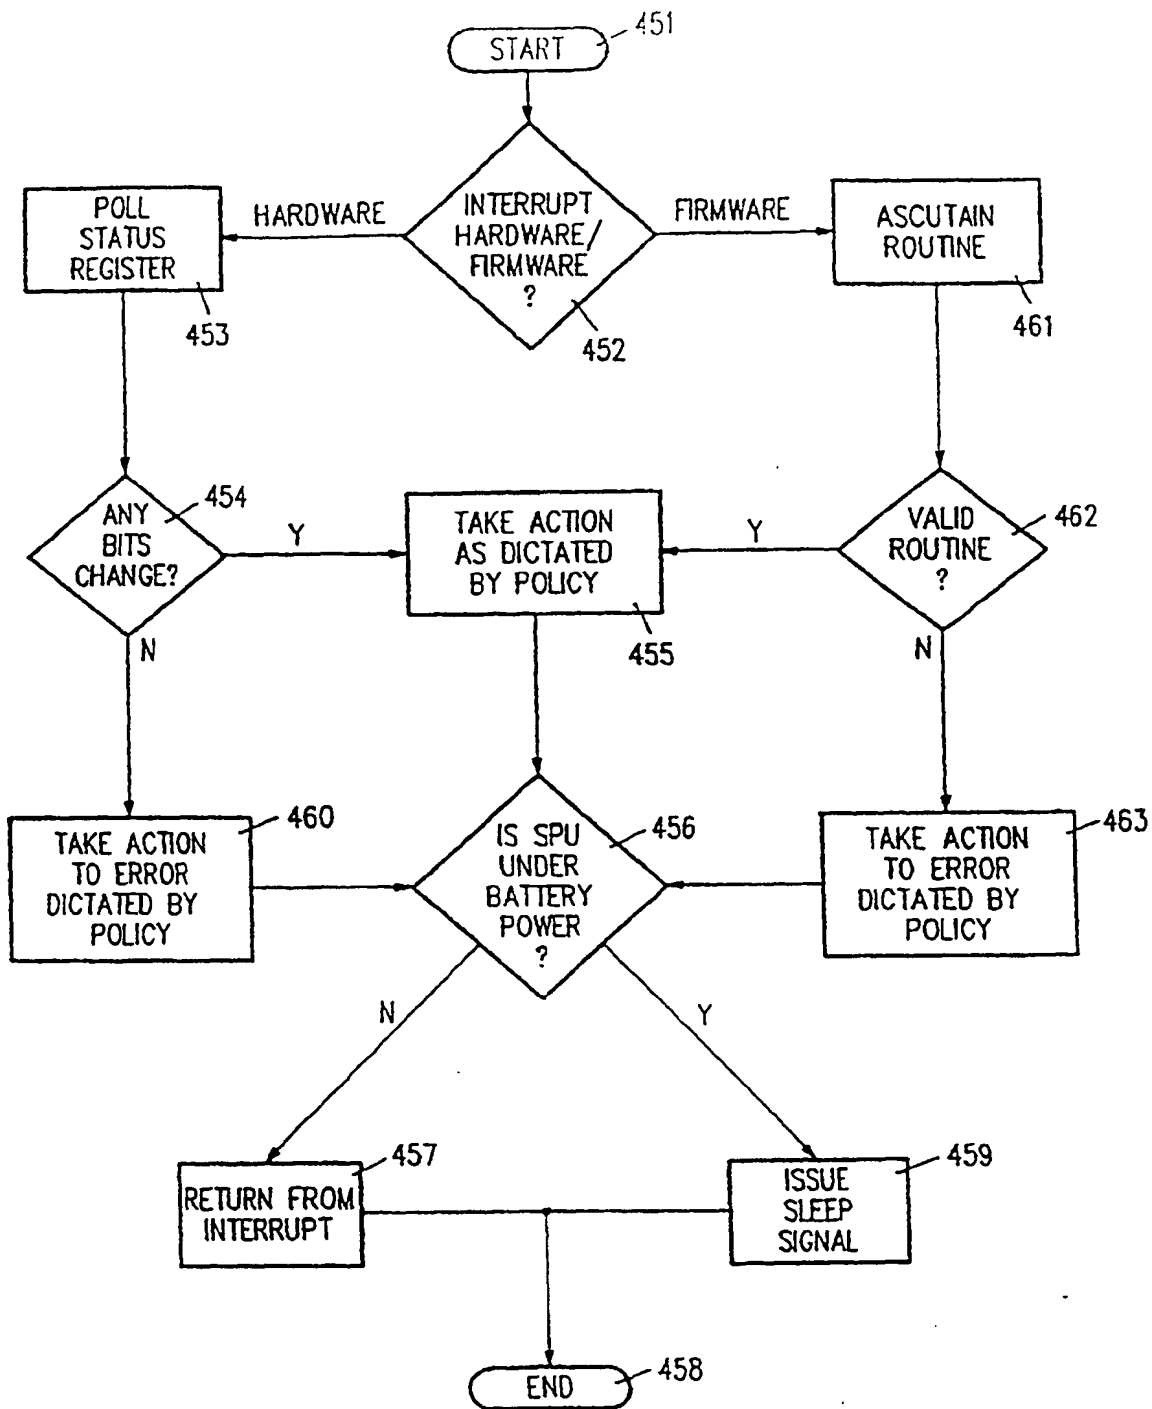 START
451
INTERRUPT
HARDWARE/
FIRMWARE
?
452
HARDWARE
FIRMWARE
POLL
STATUS
REGISTER
453
ASCUTAIN
ROUTINE
461
ANY
BITS
CHANGE?
454
Y
N
TAKE ACTION
AS DICTATED
BY POLICY
455
VALID
ROUTINE
?
462
Y
N
TAKE ACTION
TO ERROR
DICTATED BY
POLICY
460
IS SPU
UNDER
BATTERY
POWER
?
456
TAKE ACTION
TO ERROR
DICTATED BY
POLICY
463
N
Y
RETURN FROM
INTERRUPT
457
ISSUE
SLEEP
SIGNAL
459
END
458